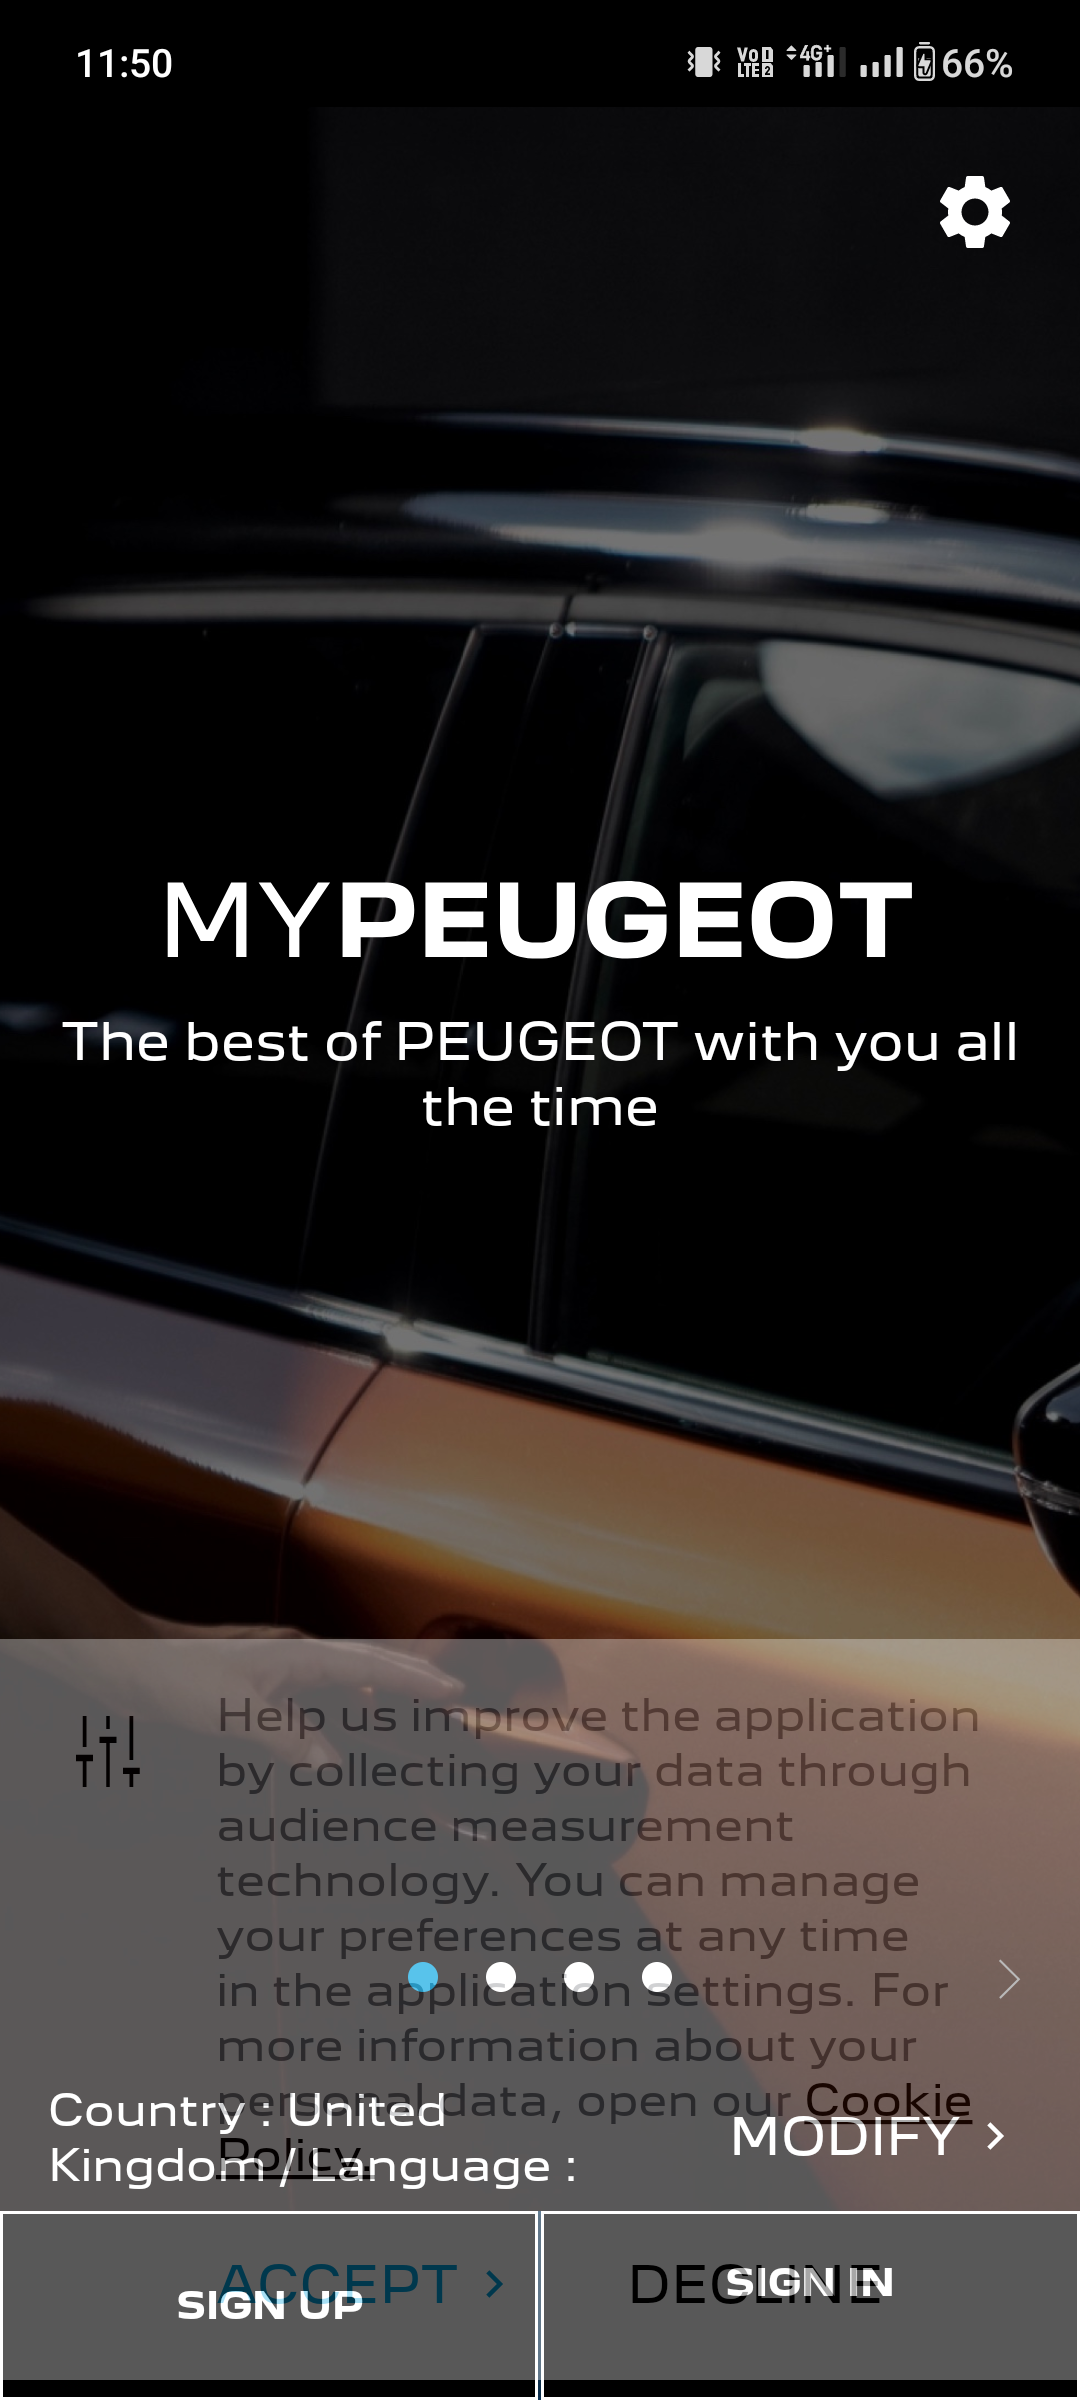 11:50
VoD LTE2 4G+ 66%
MYPEUGEOT
The best of PEUGEOT with you all
the time
Help us improve the application
by collecting your data through
audience measurement
technology. You can manage
your preferences at any time
in the application settings. For
more information about your
personal data, open our Cookie
Policy.
Country : United
Kingdom / Language :
MODIFY
ACCEPT
DECLINE
SIGN UP
SIGN IN